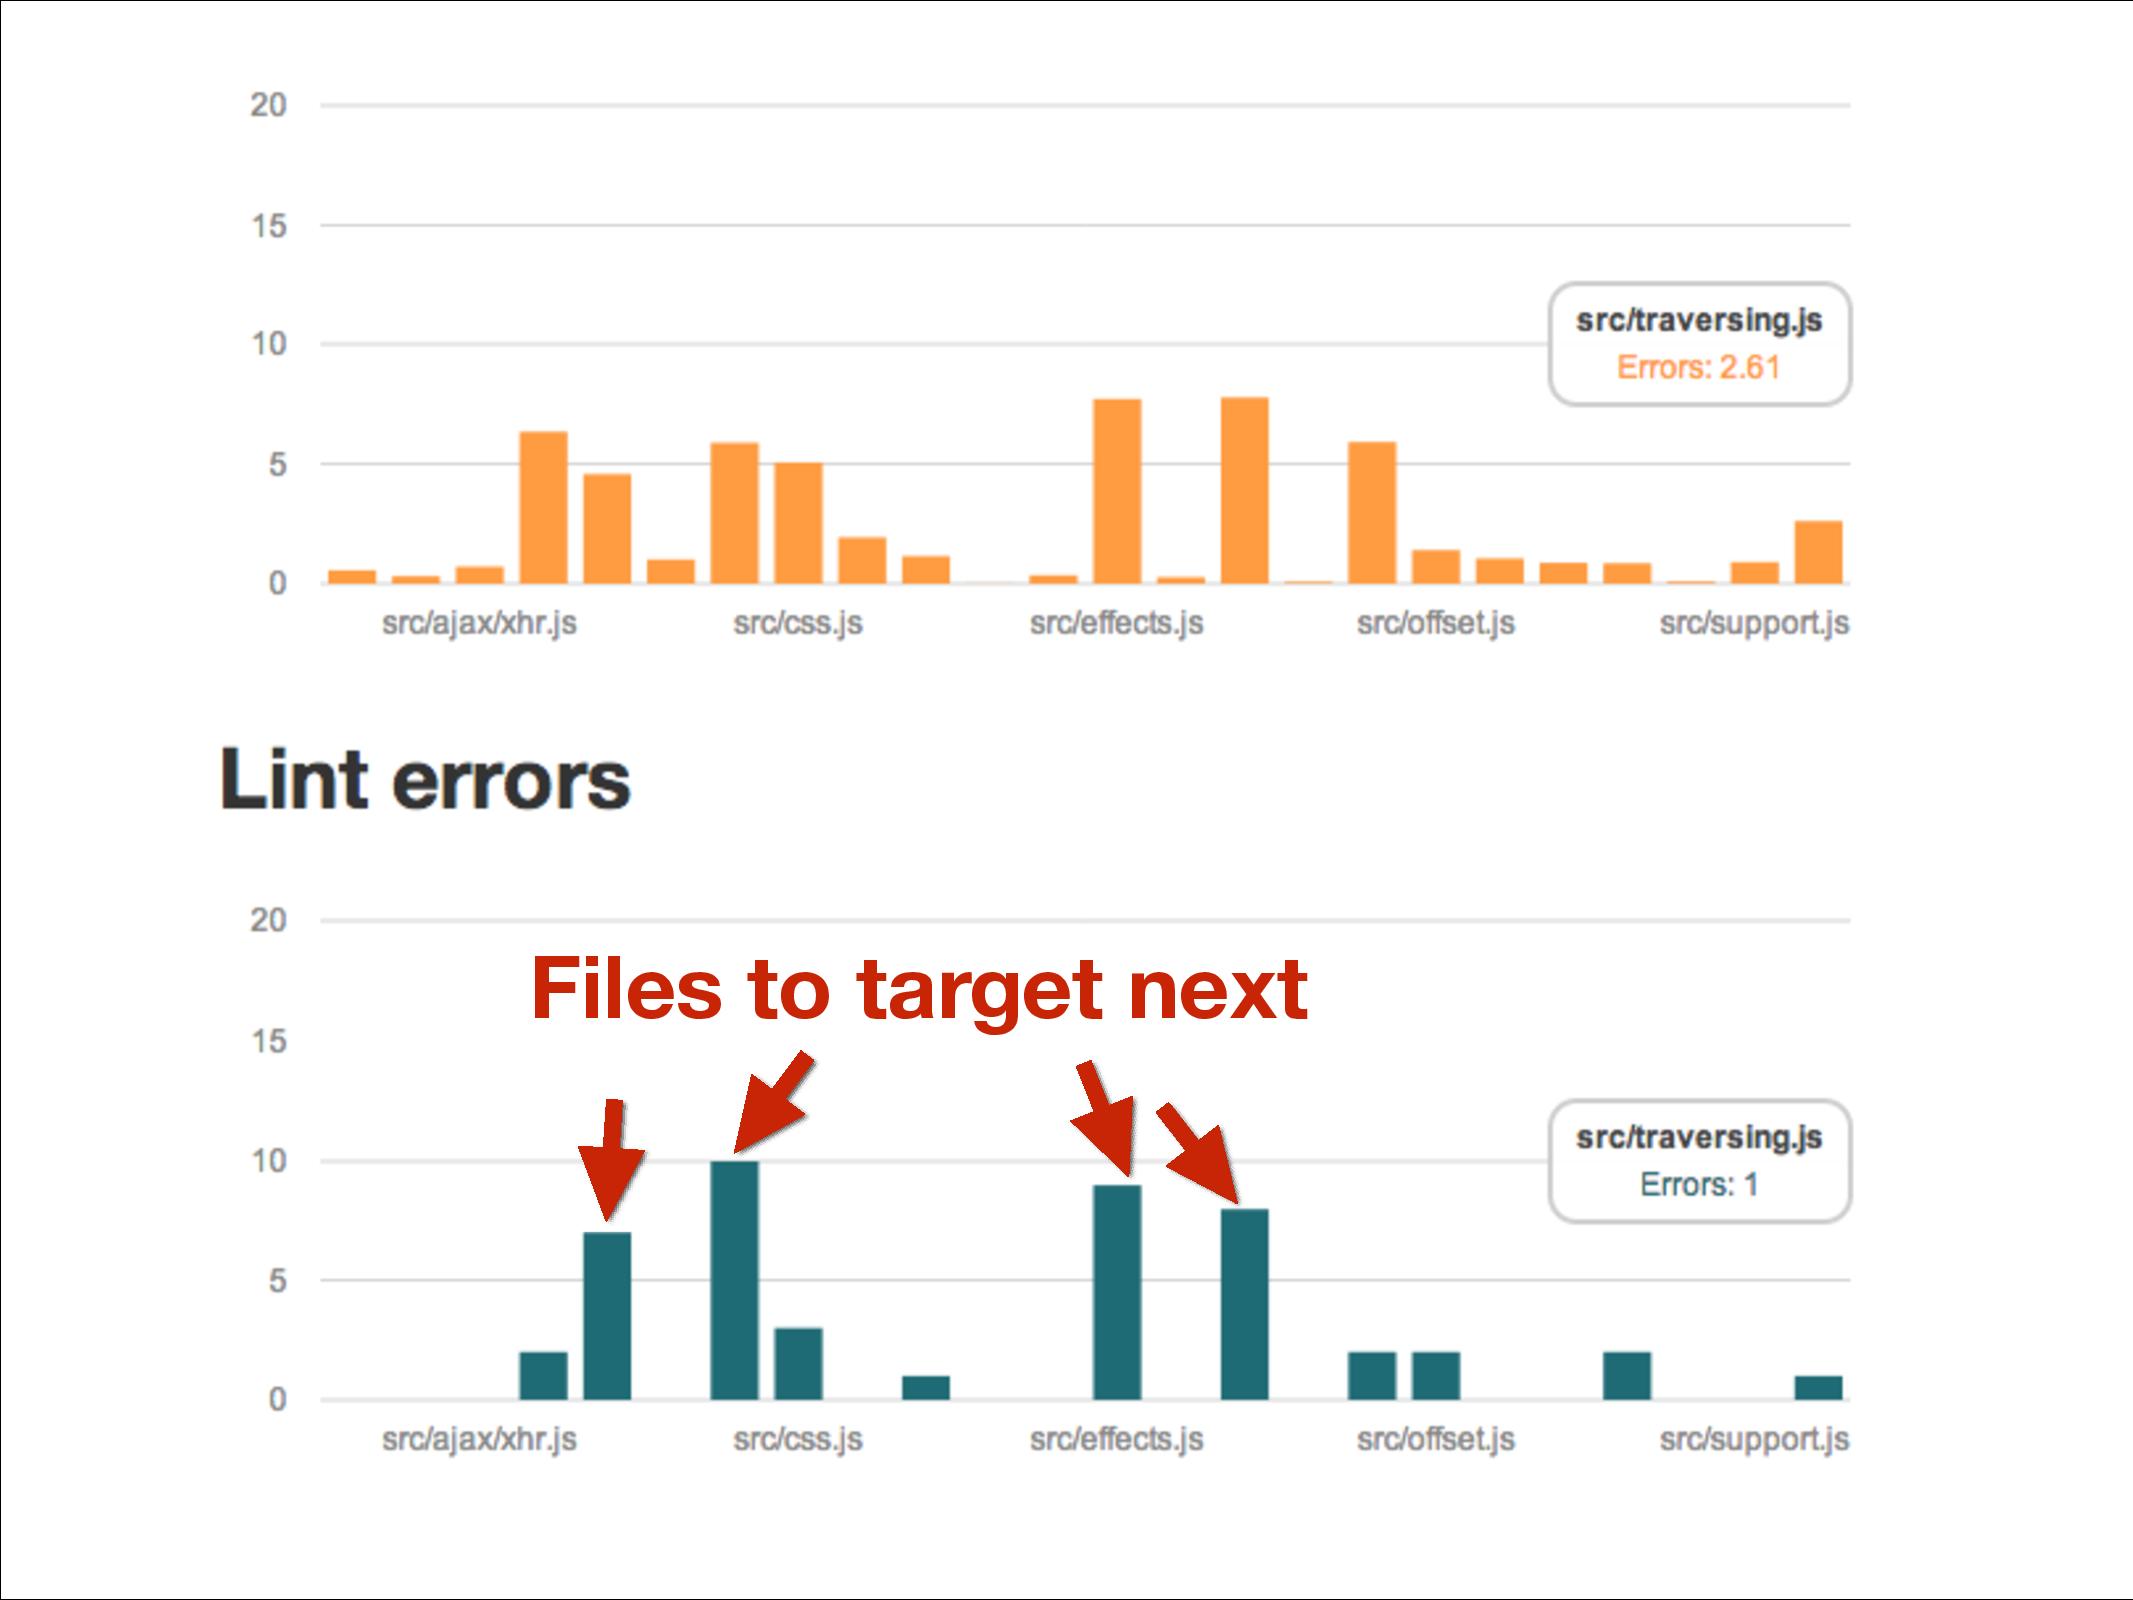 20
15
10
5
0
src/traversing.js
Errors: 2.61
src/ajax/xhr.js src/css.js src/effects.js src/offset.js src/support.js
Lint errors
20
Files to target next
15
10
5
0
src/traversing.js
Errors: 1
src/ajax/xhr.js src/css.js src/effects.js src/offset.js src/support.js